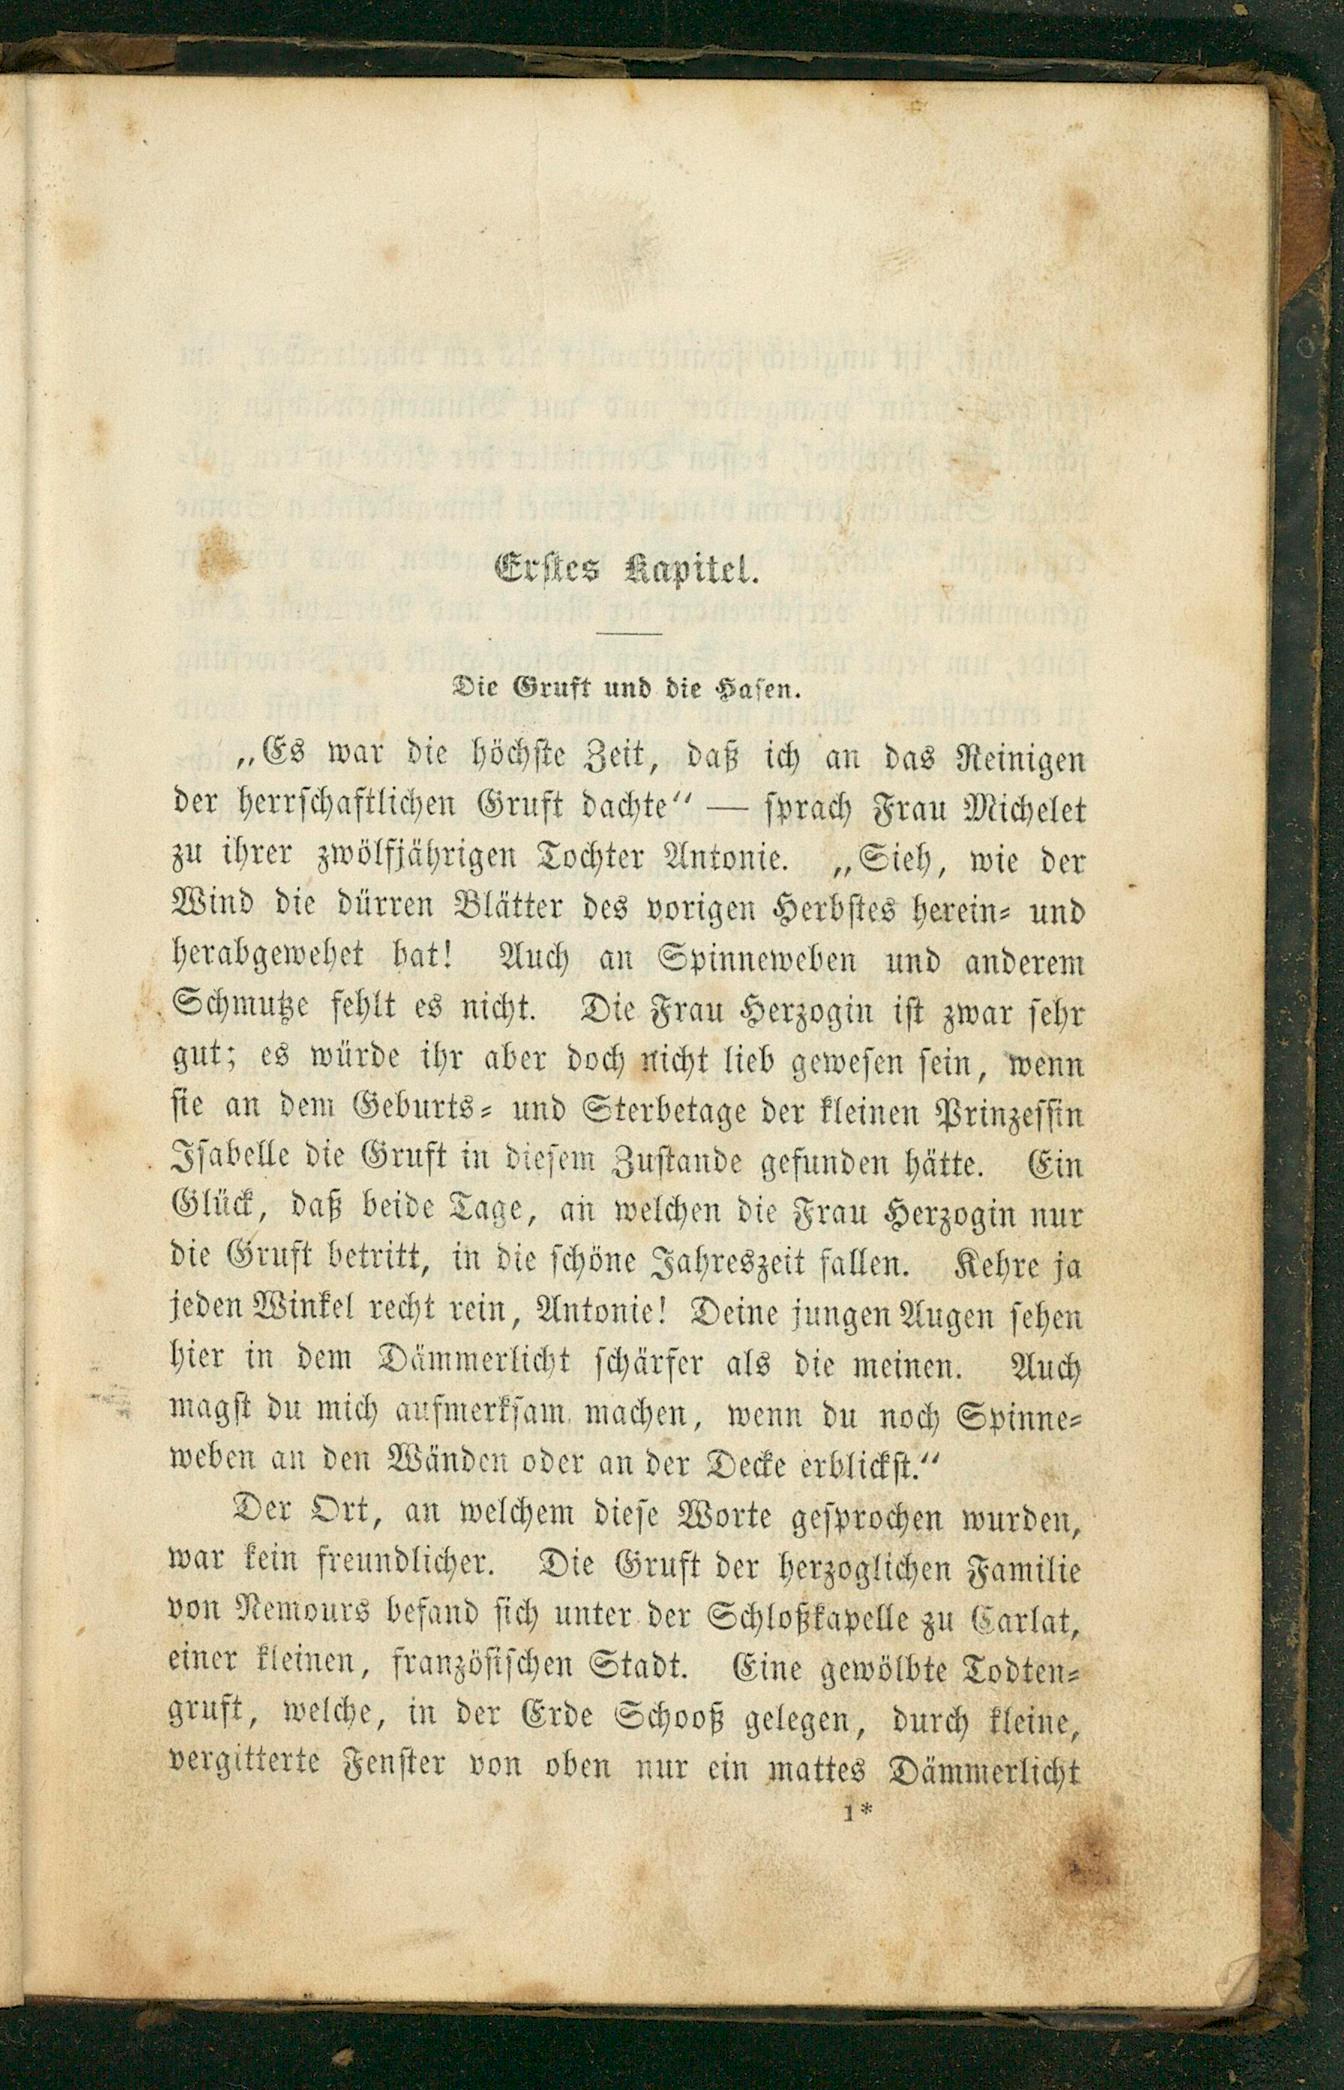 Erstes Kapitel.
Die Gruft und die Hasen.
„Es war die höchste Zeit, daß ich an das Reinigen
der herrschaftlichen Gruft dachte“ — sprach Frau Michelet
zu ihrer zwölfjährigen Tochter Antonie. „Sieh, wie der
Wind die dürren Blätter des vorigen Herbstes herein= und
herabgewehet hat! Auch an Spinneweben und anderem
Schmutze fehlt es nicht. Die Frau Herzogin ist zwar sehr
gut; es würde ihr aber doch nicht lieb gewesen sein, wenn
sie an dem Geburts= und Sterbetage der kleinen Prinzessin
Isabelle die Gruft in diesem Zustande gefunden hätte. Ein
Glück, daß beide Tage, an welchen die Frau Herzogin nur
die Gruft betritt, in die schöne Jahreszeit fallen. Kehre ja
jeden Winkel recht rein, Antonie! Deine jungen Augen sehen
hier in dem Dämmerlicht schärfer als die meinen. Auch
magst du mich aufmerksam machen, wenn du noch Spinne=
weben an den Wänden oder an der Decke erblickst.“
Der Ort, an welchem diese Worte gesprochen wurden,
war kein freundlicher. Die Gruft der herzoglichen Familie
von Nemours befand sich unter der Schloßkapelle zu Carlat,
einer kleinen, französischen Stadt. Eine gewölbte Todten=
gruft, welche, in der Erde Schooß gelegen, durch kleine,
vergitterte Fenster von oben nur ein mattes Dämmerlicht
1*